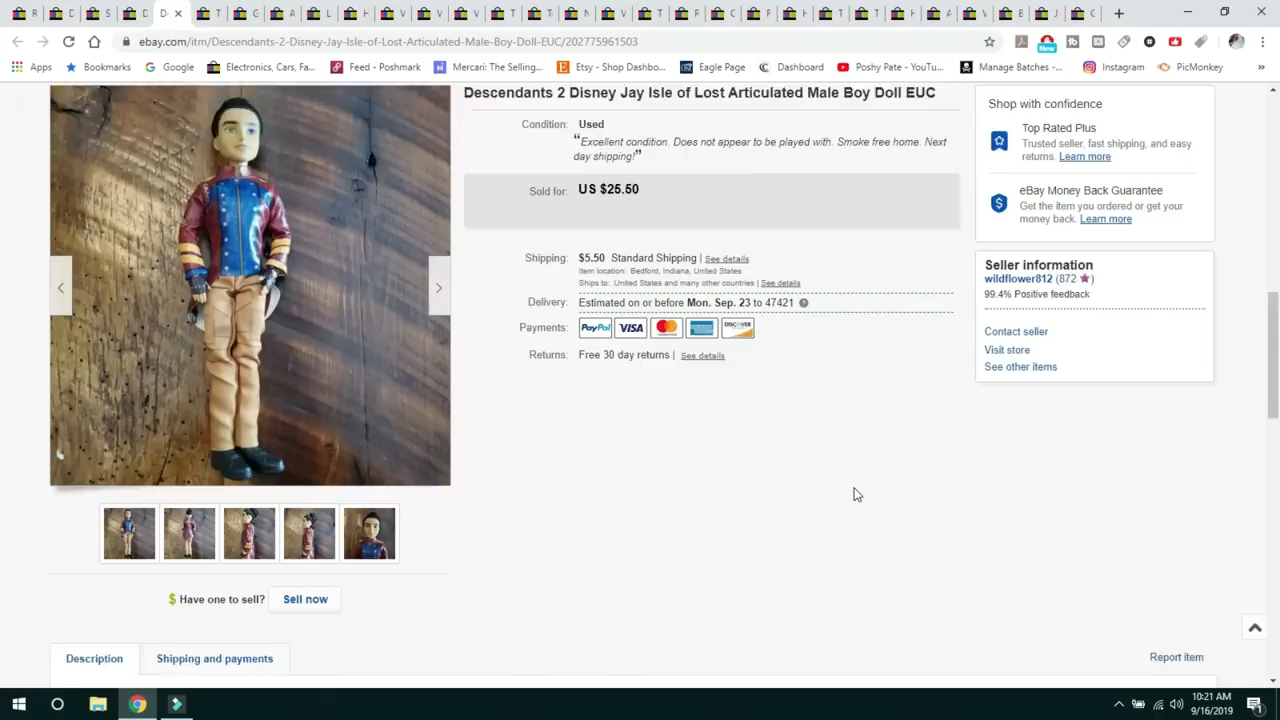 R
D
S
D
D
T
G
A
L
H
V
V
V
T
T
N
V
T
F
C
F
H
T
T
H
A
V
E
J
C
ebay.com/itm/Descendants-2-Disney-Jay-Isle-of-Lost-Articulated-Male-Boy-Doll-EUC/202775961503
New
Apps
Bookmarks
Google
Electronics, Cars, Fa...
Feed - Poshmark
Mercari: The Selling...
Etsy - Shop Dashbo...
Eagle Page
Dashboard
Poshy Pate - YouTu...
Manage Batches -...
Instagram
PicMonkey
»
Descendants 2 Disney Jay Isle of Lost Articulated Male Boy Doll EUC
Condition: Used
“Excellent condition. Does not appear to be played with. Smoke free home. Next
day shipping!”
Sold for: US $25.50
Shipping: $5.50 Standard Shipping | See details
Item location: Bedford, Indiana, United States
Ships to: United States and many other countries | See details
Delivery: Estimated on or before Mon. Sep. 23 to 47421
Payments: PayPal VISA MasterCard DISCOVER
Returns: Free 30 day returns | See details
Shop with confidence
Top Rated Plus
Trusted seller, fast shipping, and easy
returns. Learn more
eBay Money Back Guarantee
Get the item you ordered or get your
money back. Learn more
Seller information
wildflower812 (872 ★)
99.4% Positive feedback
Contact seller
Visit store
See other items
$ Have one to sell? Sell now
Description
Shipping and payments
Report item
10:21 AM
9/16/2019